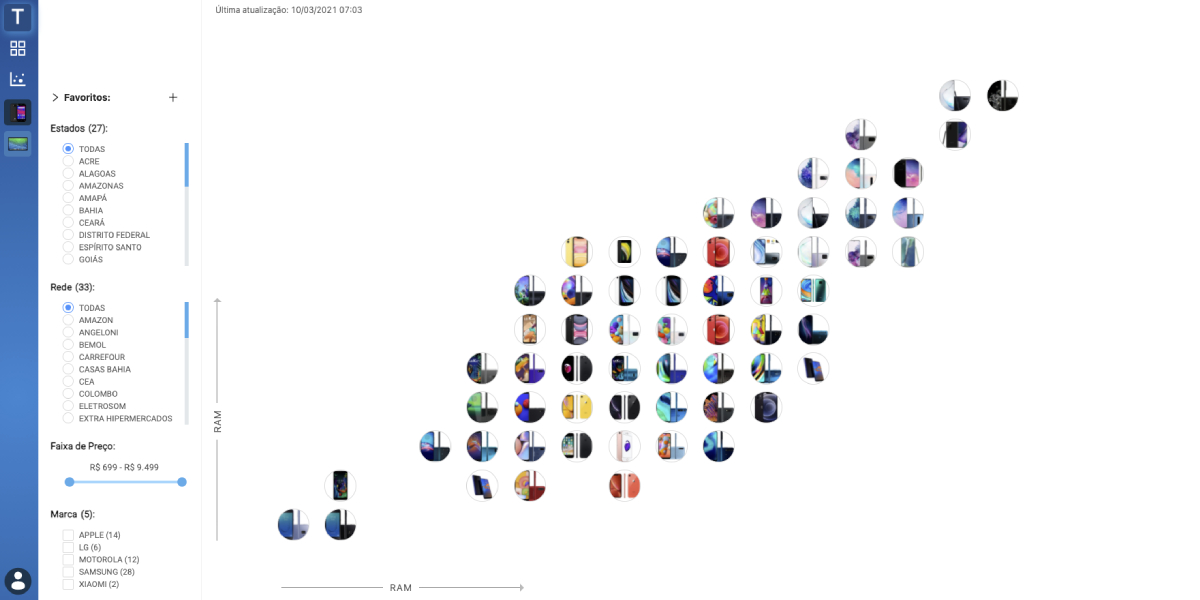 T
Última atualização: 10/03/2021 07:03
Favoritos:
Estados (27):
TODAS
ACRE
ALAGOAS
AMAZONAS
AMAPÁ
BAHIA
CEARÁ
DISTRITO FEDERAL
ESPÍRITO SANTO
GOIÁS
Rede (33):
TODAS
AMAZON
ANGELONI
BEMOL
CARREFOUR
CASAS BAHIA
CEA
COLOMBO
ELETROSOM
EXTRA HIPERMERCADOS
Faixa de Preço:
R$ 699 - R$ 9.499
Marca (5):
APPLE (14)
LG (6)
MOTOROLA (12)
SAMSUNG (28)
XIAOMI (2)
RAM
RAM